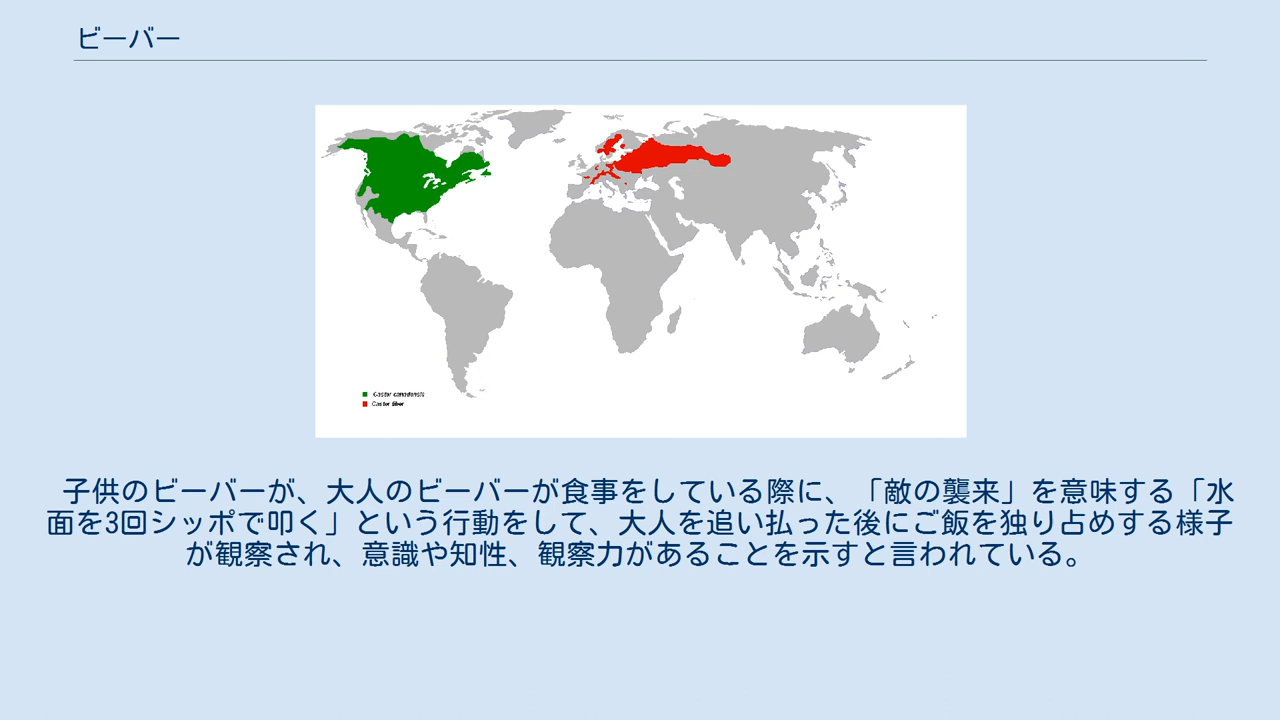 ビーバー
Castor canadensis
Castor fiber
子供のビーバーが、大人のビーバーが食事をしている際に、「敵の襲来」を意味する「水
面を3回シッポで叩く」という行動をして、大人を追い払った後にご飯を独り占めする様子
が観察され、意識や知性、観察力があることを示すと言われている。